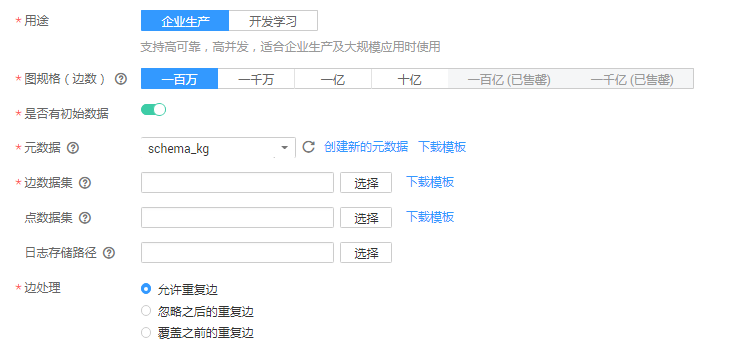 * 用途 企业生产 开发学习
支持高可靠，高并发，适合企业生产及大规模应用时使用
* 图规格（边数） ? 一百万 一千万 一亿 十亿 一百亿 (已售罄) 一千亿 (已售罄)
* 是否有初始数据
* 元数据 ? schema_kg 创建新的元数据 下载模板
* 边数据集 ? 选择 下载模板
点数据集 ? 选择 下载模板
日志存储路径 ? 选择
* 边处理 允许重复边
忽略之后的重复边
覆盖之前的重复边